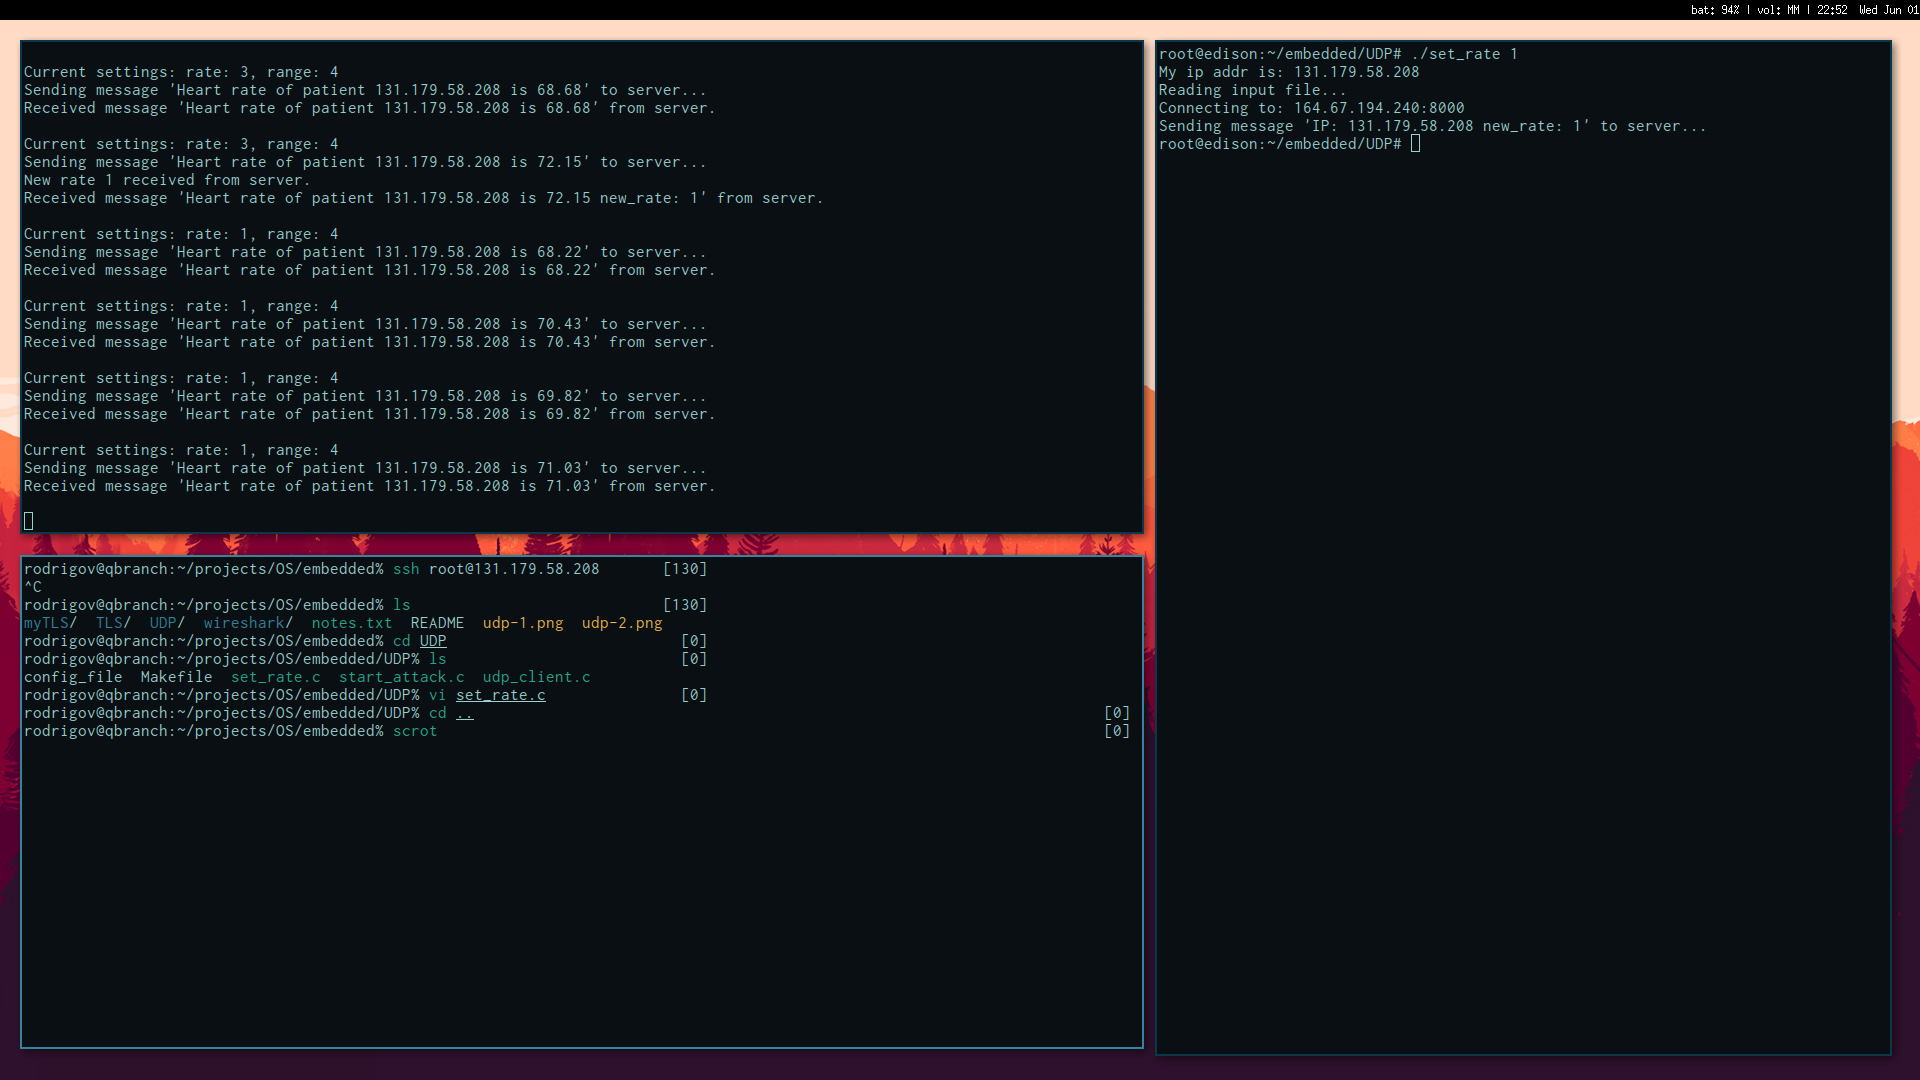 bat: 94% | vol: MM | 22:52 Wed Jun 01
Current settings: rate: 3, range: 4
Sending message 'Heart rate of patient 131.179.58.208 is 68.68' to server...
Received message 'Heart rate of patient 131.179.58.208 is 68.68' from server.
Current settings: rate: 3, range: 4
Sending message 'Heart rate of patient 131.179.58.208 is 72.15' to server...
New rate 1 received from server.
Received message 'Heart rate of patient 131.179.58.208 is 72.15 new_rate: 1' from server.
Current settings: rate: 1, range: 4
Sending message 'Heart rate of patient 131.179.58.208 is 68.22' to server...
Received message 'Heart rate of patient 131.179.58.208 is 68.22' from server.
Current settings: rate: 1, range: 4
Sending message 'Heart rate of patient 131.179.58.208 is 70.43' to server...
Received message 'Heart rate of patient 131.179.58.208 is 70.43' from server.
Current settings: rate: 1, range: 4
Sending message 'Heart rate of patient 131.179.58.208 is 69.82' to server...
Received message 'Heart rate of patient 131.179.58.208 is 69.82' from server.
Current settings: rate: 1, range: 4
Sending message 'Heart rate of patient 131.179.58.208 is 71.03' to server...
Received message 'Heart rate of patient 131.179.58.208 is 71.03' from server.
rodrigov@qbranch:~/projects/OS/embedded% ssh root@131.179.58.208 [130]
^C
rodrigov@qbranch:~/projects/OS/embedded% ls [130]
myTLS/ TLS/ UDP/ wireshark/ notes.txt README udp-1.png udp-2.png
rodrigov@qbranch:~/projects/OS/embedded% cd UDP [0]
rodrigov@qbranch:~/projects/OS/embedded/UDP% ls [0]
config_file Makefile set_rate.c start_attack.c udp_client.c
rodrigov@qbranch:~/projects/OS/embedded/UDP% vi set_rate.c [0]
rodrigov@qbranch:~/projects/OS/embedded/UDP% cd .. [0]
rodrigov@qbranch:~/projects/OS/embedded% scrot [0]
root@edison:~/embedded/UDP# ./set_rate 1
My ip addr is: 131.179.58.208
Reading input file...
Connecting to: 164.67.194.240:8000
Sending message 'IP: 131.179.58.208 new_rate: 1' to server...
root@edison:~/embedded/UDP#